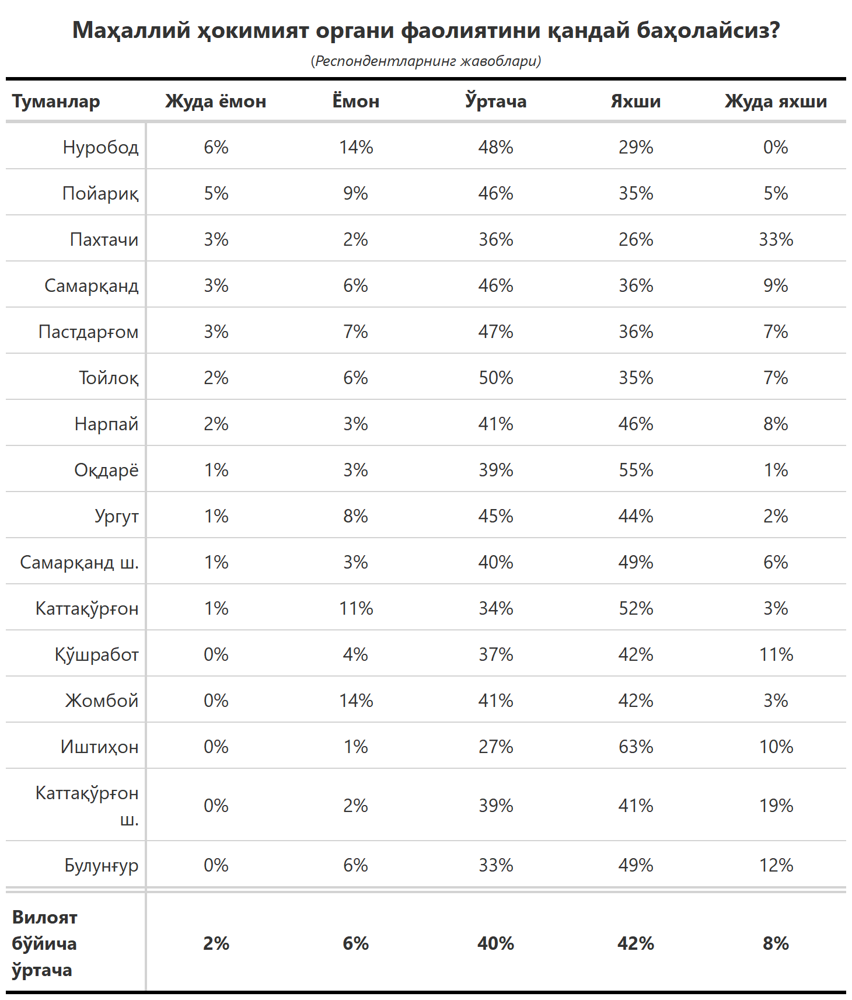 Маҳаллий ҳокимият органи фаолиятини қандай баҳолайсиз?
(Респондентларнинг жавоблари)
Туманлар Жуда ёмон Ёмон Ўртача Яхши Жуда яхши
Нуробод 6% 14% 48% 29% 0%
Пойариқ 5% 9% 46% 35% 5%
Пахтачи 3% 2% 36% 26% 33%
Самарқанд 3% 6% 46% 36% 9%
Пастдарғом 3% 7% 47% 36% 7%
Тойлоқ 2% 6% 50% 35% 7%
Нарпай 2% 3% 41% 46% 8%
Оқдарё 1% 3% 39% 55% 1%
Ургут 1% 8% 45% 44% 2%
Самарқанд ш. 1% 3% 40% 49% 6%
Каттақўрғон 1% 11% 34% 52% 3%
Қўшработ 0% 4% 37% 42% 11%
Жомбой 0% 14% 41% 42% 3%
Иштиҳон 0% 1% 27% 63% 10%
Каттақўрғон
ш. 0% 2% 39% 41% 19%
Булунғур 0% 6% 33% 49% 12%
Вилоят
бўйича 2% 6% 40% 42% 8%
ўртача